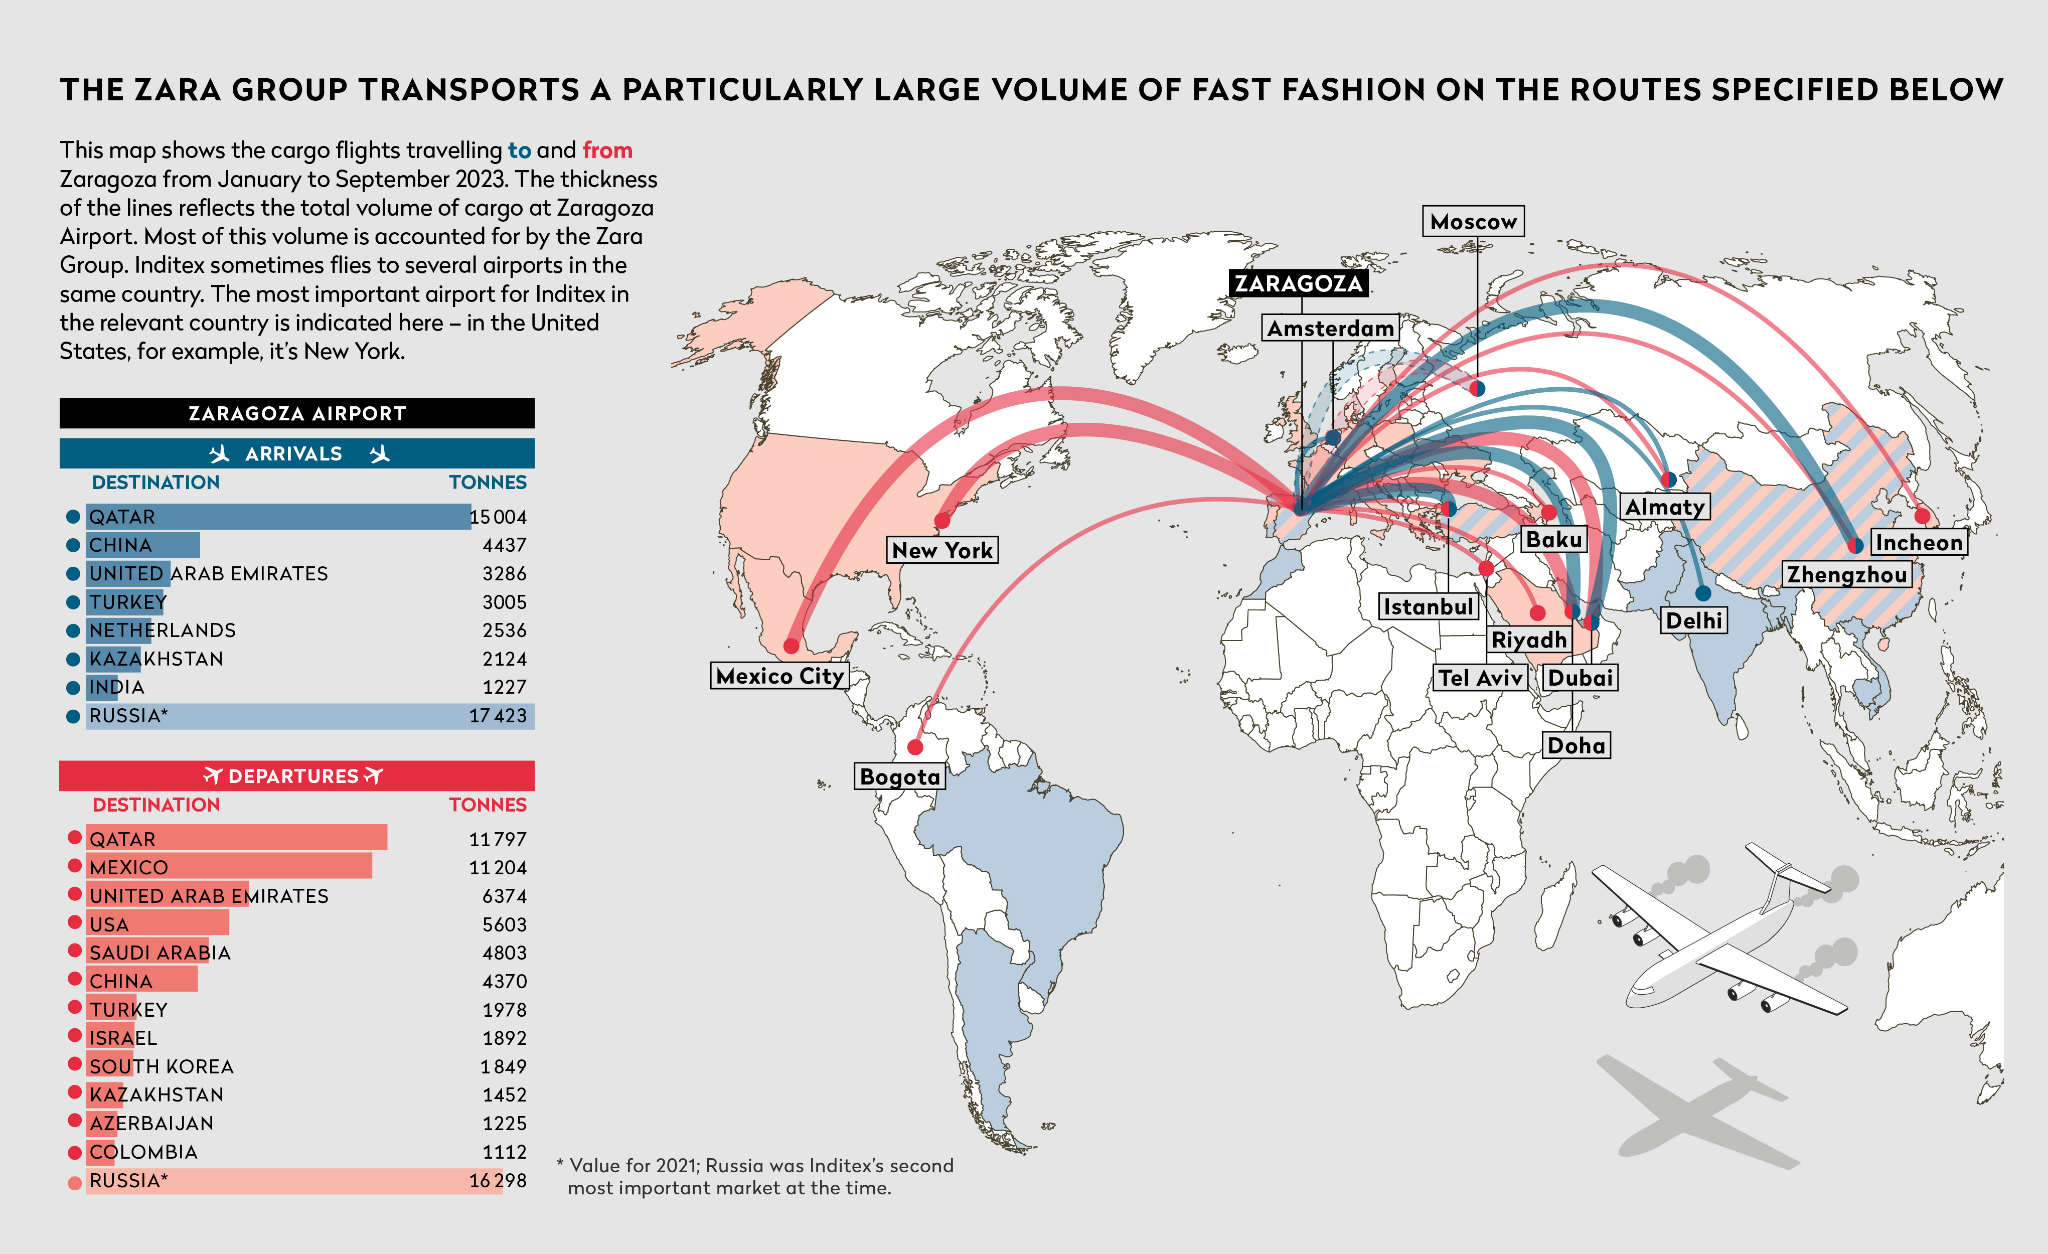 THE ZARA GROUP TRANSPORTS A PARTICULARLY LARGE VOLUME OF FAST FASHION ON THE ROUTES SPECIFIED BELOW
This map shows the cargo flights travelling to and from
Zaragoza from January to September 2023. The thickness
of the lines reflects the total volume of cargo at Zaragoza
Airport. Most of this volume is accounted for by the Zara
Group. Inditex sometimes flies to several airports in the
same country. The most important airport for Inditex in
the relevant country is indicated here – in the United
States, for example, it's New York.
ZARAGOZA AIRPORT
ARRIVALS
DESTINATION TONNES
QATAR 15 004
CHINA 4437
UNITED ARAB EMIRATES 3286
TURKEY 3005
NETHERLANDS 2536
KAZAKHSTAN 2124
INDIA 1227
RUSSIA* 17 423
DEPARTURES
DESTINATION TONNES
QATAR 11 797
MEXICO 11 204
UNITED ARAB EMIRATES 6374
USA 5603
SAUDI ARABIA 4803
CHINA 4370
TURKEY 1978
ISRAEL 1892
SOUTH KOREA 1849
KAZAKHSTAN 1452
AZERBAIJAN 1225
COLOMBIA 1112
RUSSIA* 16 298
* Value for 2021; Russia was Inditex's second
most important market at the time.
Moscow
ZARAGOZA
Amsterdam
Almaty
New York
Baku
Incheon
Zhengzhou
Istanbul
Delhi
Riyadh
Mexico City
Tel Aviv
Dubai
Doha
Bogota